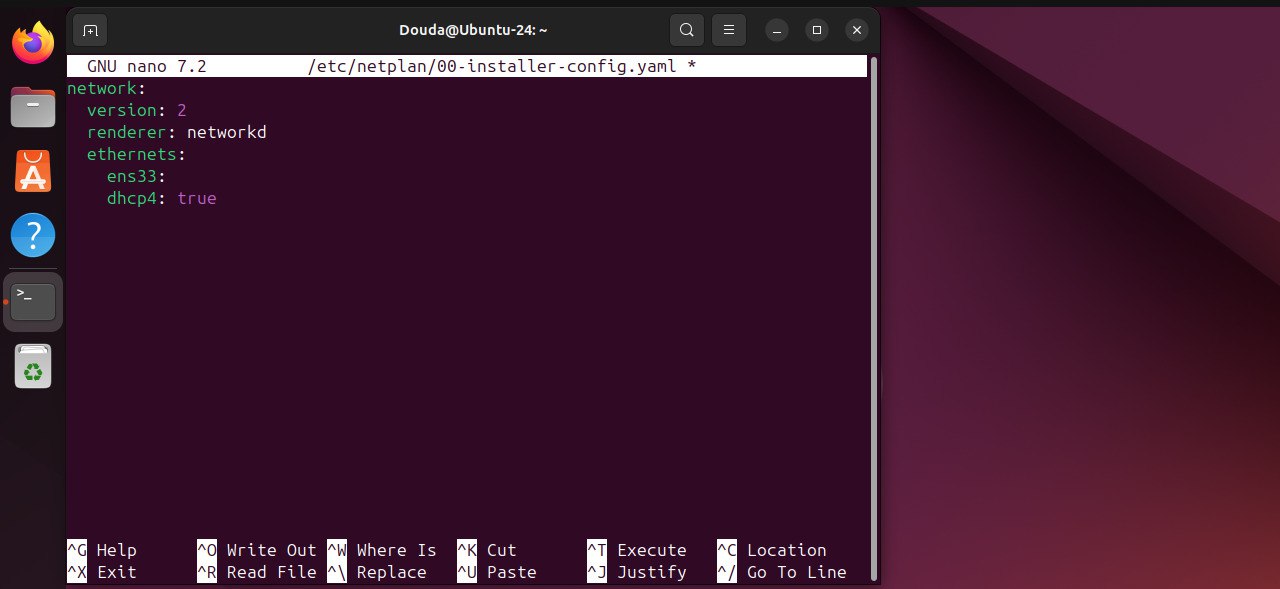 Douda@Ubuntu-24: ~
GNU nano 7.2 /etc/netplan/00-installer-config.yaml *
network:
  version: 2
  renderer: networkd
  ethernets:
    ens33:
    dhcp4: true
^G Help ^O Write Out ^W Where Is ^K Cut ^T Execute ^C Location
^X Exit ^R Read File ^\ Replace ^U Paste ^J Justify ^/ Go To Line